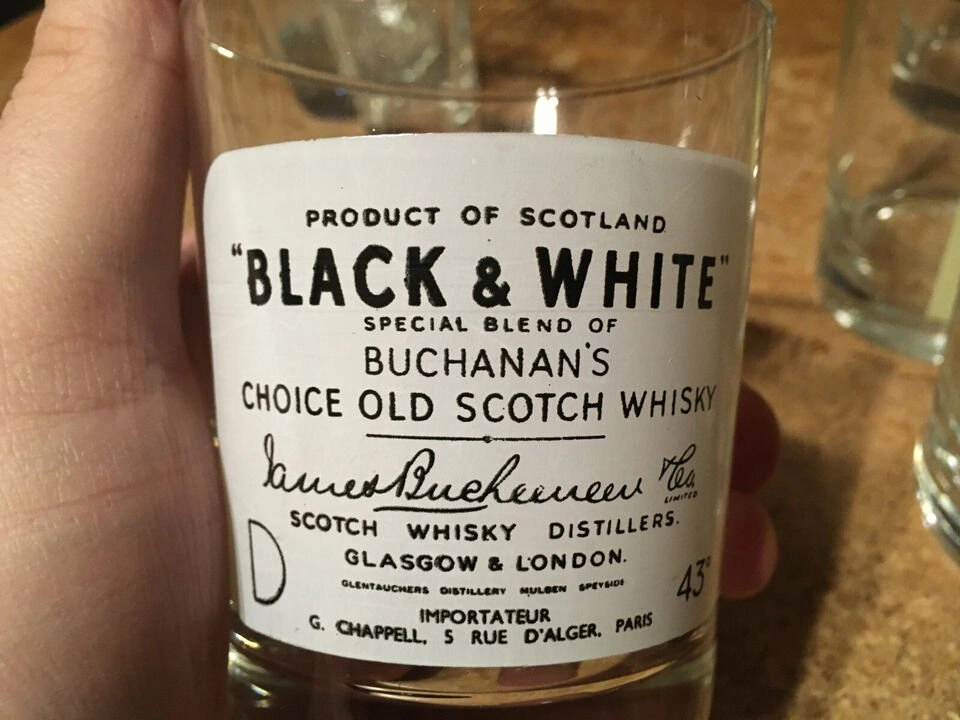 PRODUCT OF SCOTLAND
"BLACK & WHITE"
SPECIAL BLEND OF
BUCHANAN'S
CHOICE OLD SCOTCH WHISKY
James Buchanan & Co.
LIMITED
SCOTCH WHISKY DISTILLERS.
GLASGOW & LONDON.
GLENTAUCHERS DISTILLERY MULBEN SPEYSIDE
D 43°
IMPORTATEUR
G. CHAPPELL, 5 RUE D'ALGER. PARIS